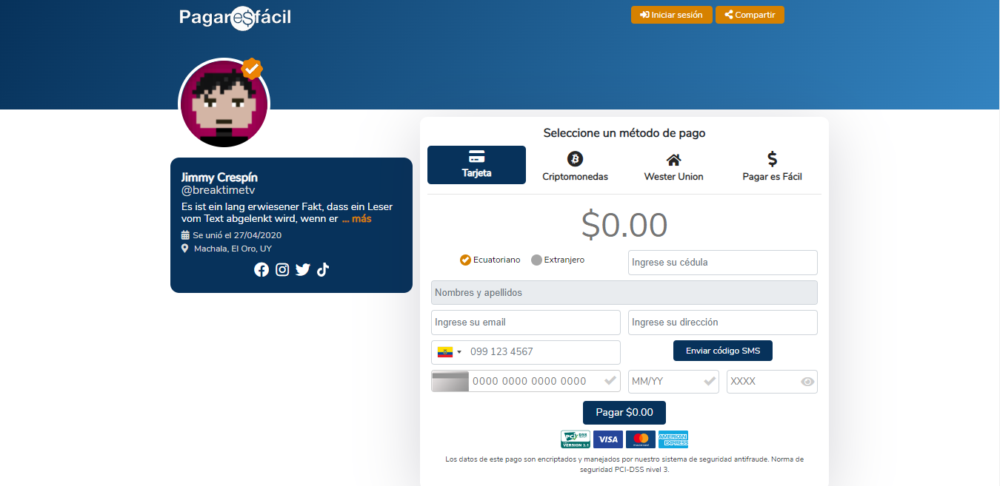 Pagar es$ fácil
Iniciar sesión
Compartir
Jimmy Crespín
@breaktimetv
Es ist ein lang erwiesener Fakt, dass ein Leser
vom Text abgelenkt wird, wenn er ... más
Se unió el 27/04/2020
Machala, El Oro, UY
Seleccione un método de pago
Tarjeta
Criptomonedas
Wester Union
Pagar es Fácil
$0.00
Ecuatoriano
Extranjero
Ingrese su cédula
Nombres y apellidos
Ingrese su email
Ingrese su dirección
099 123 4567
Enviar código SMS
0000 0000 0000 0000
MM/YY
XXXX
Pagar $0.00
PCI DSS
VERSION 3.1
VISA
mastercard
AMERICAN
EXPRESS
Los datos de este pago son encriptados y manejados por nuestro sistema de seguridad antifraude. Norma de
seguridad PCI-DSS nivel 3.